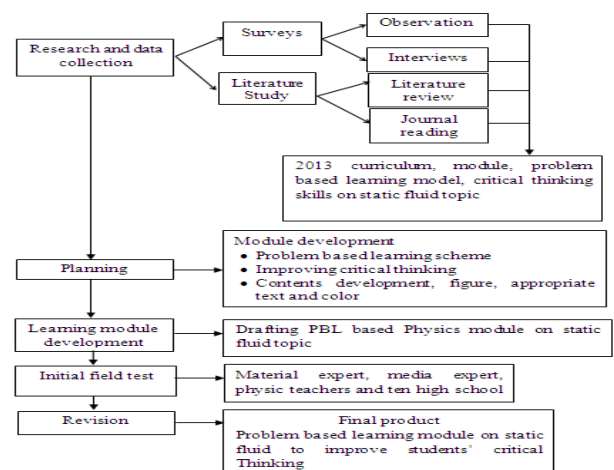 Research and data
collection
Surveys
Observation
Interviews
Literature
Study
Literature
review
Journal
reading
2013 curriculum, module, problem
based learning model, critical thinking
skills on static fluid topic
Planning
Module development
• Problem based learning scheme
• Improving critical thinking
• Contents development, figure, appropriate
text and color
Learning module
development
Drafting PBL based Physics module on static
fluid topic
Initial field test
Material expert, media expert,
physic teachers and ten high school
Revision
Final product
Problem based learning module on static
fluid to improve students' critical
Thinking